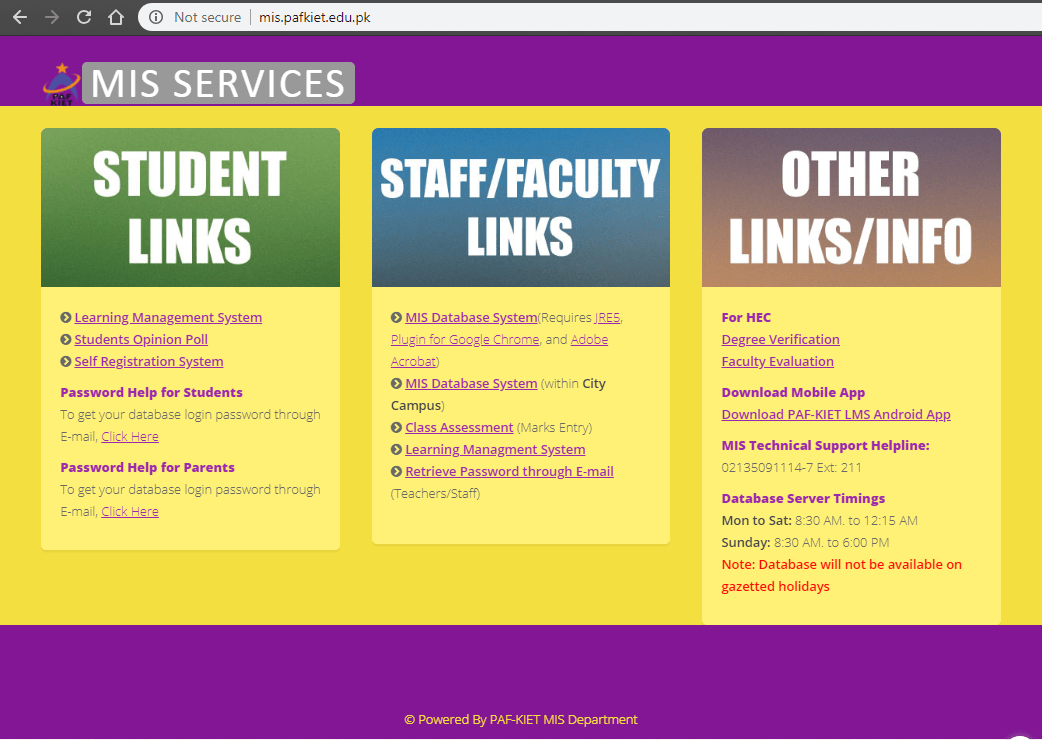 Not secure | mis.pafkiet.edu.pk
PAF
KIET
MIS SERVICES
STUDENT
LINKS
Learning Management System
Students Opinion Poll
Self Registration System
Password Help for Students
To get your database login password through
E-mail, Click Here
Password Help for Parents
To get your database login password through
E-mail, Click Here
STAFF/FACULTY
LINKS
MIS Database System(Requires JRE5,
Plugin for Google Chrome, and Adobe
Acrobat)
MIS Database System (within City
Campus)
Class Assessment (Marks Entry)
Learning Managment System
Retrieve Password through E-mail
(Teachers/Staff)
OTHER
LINKS/INFO
For HEC
Degree Verification
Faculty Evaluation
Download Mobile App
Download PAF-KIET LMS Android App
MIS Technical Support Helpline:
02135091114-7 Ext: 211
Database Server Timings
Mon to Sat: 8:30 AM. to 12:15 AM
Sunday: 8:30 AM. to 6:00 PM
Note: Database will not be available on
gazetted holidays
© Powered By PAF-KIET MIS Department